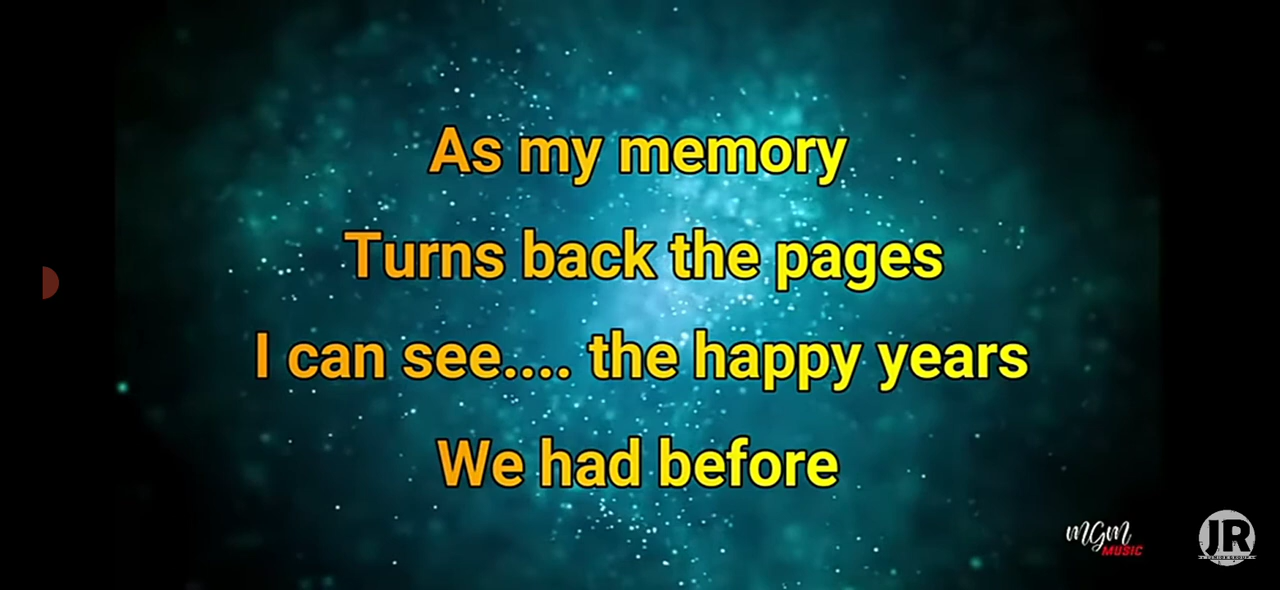 As my memory
Turns back the pages
I can see.... the happy years
We had before
mGm
MUSIC
JR